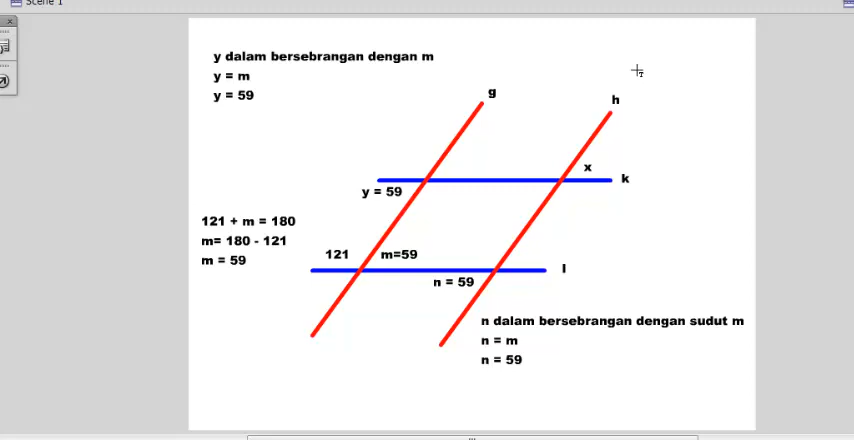 Scene 1
y dalam bersebrangan dengan m
y = m
y = 59
g
h
x
k
y = 59
121 + m = 180
m= 180 - 121
m = 59
121
m=59
l
n = 59
n dalam bersebrangan dengan sudut m
n = m
n = 59